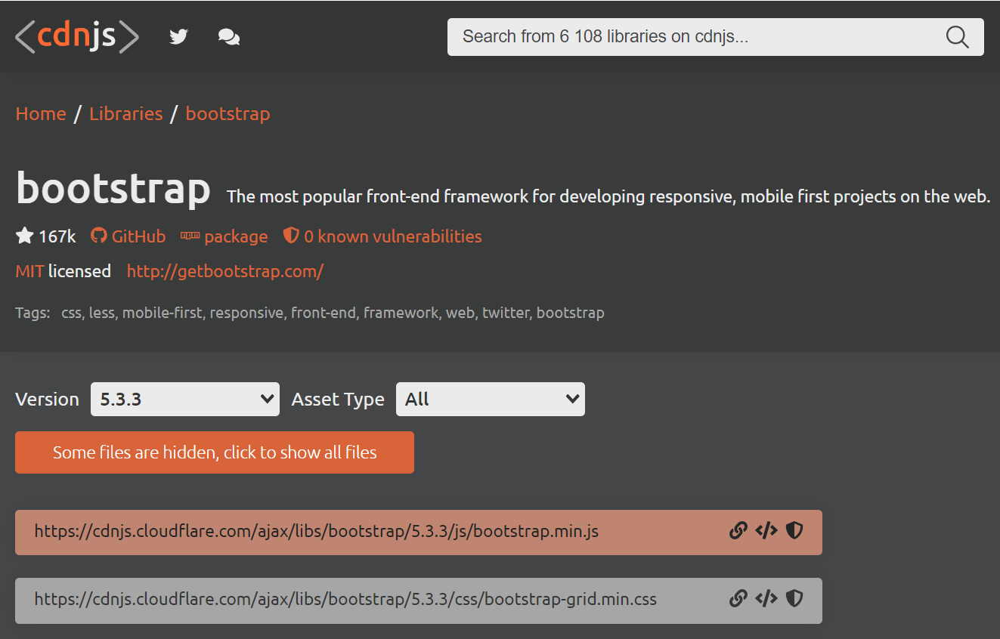 <cdnjs>
Search from 6 108 libraries on cdnjs...
Home / Libraries / bootstrap
bootstrap The most popular front-end framework for developing responsive, mobile first projects on the web.
167k GitHub npm package 0 known vulnerabilities
MIT licensed http://getbootstrap.com/
Tags: css, less, mobile-first, responsive, front-end, framework, web, twitter, bootstrap
Version 5.3.3 Asset Type All
Some files are hidden, click to show all files
https://cdnjs.cloudflare.com/ajax/libs/bootstrap/5.3.3/js/bootstrap.min.js </>
https://cdnjs.cloudflare.com/ajax/libs/bootstrap/5.3.3/css/bootstrap-grid.min.css </>